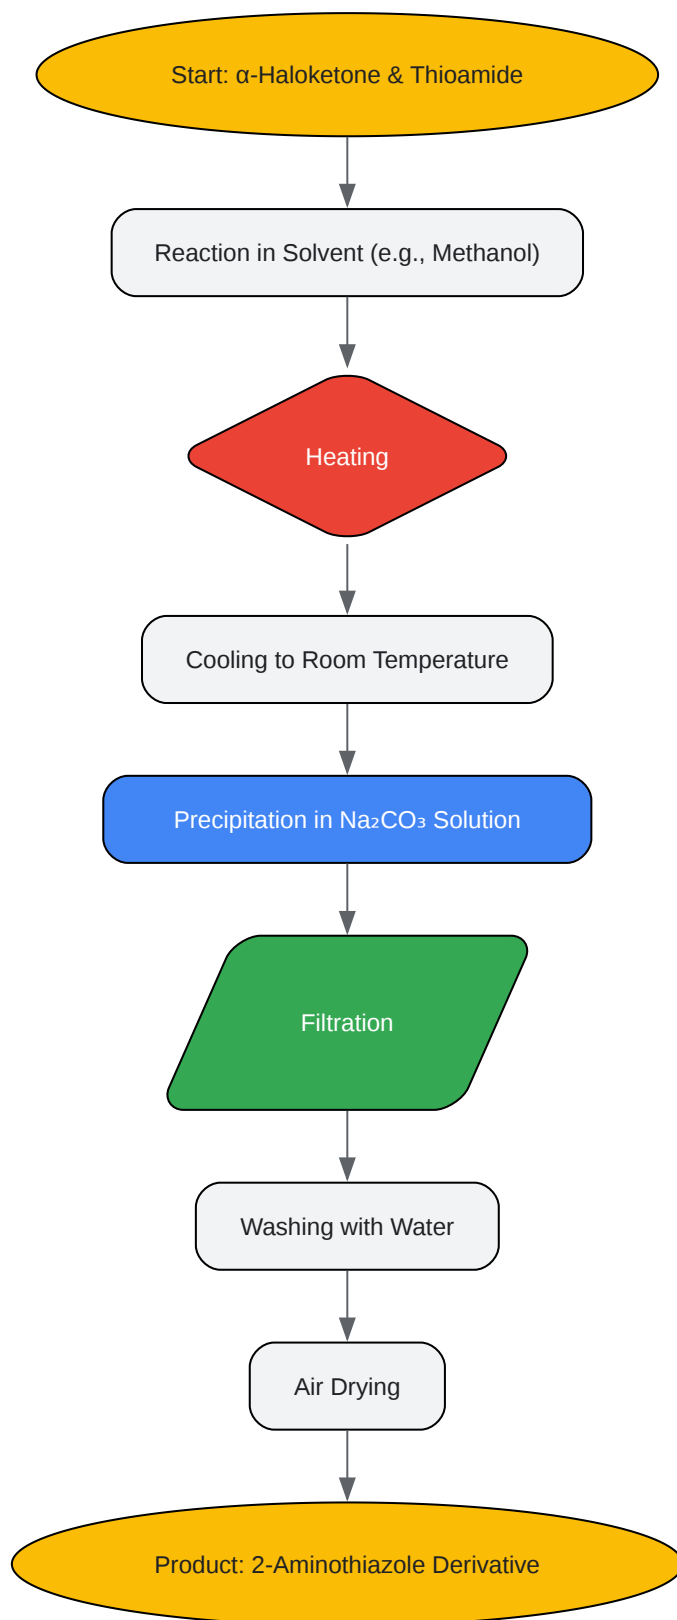 Start: α-Haloketone & Thioamide
Reaction in Solvent (e.g., Methanol)
Heating
Cooling to Room Temperature
Precipitation in Na₂CO₃ Solution
Filtration
Washing with Water
Air Drying
Product: 2-Aminothiazole Derivative